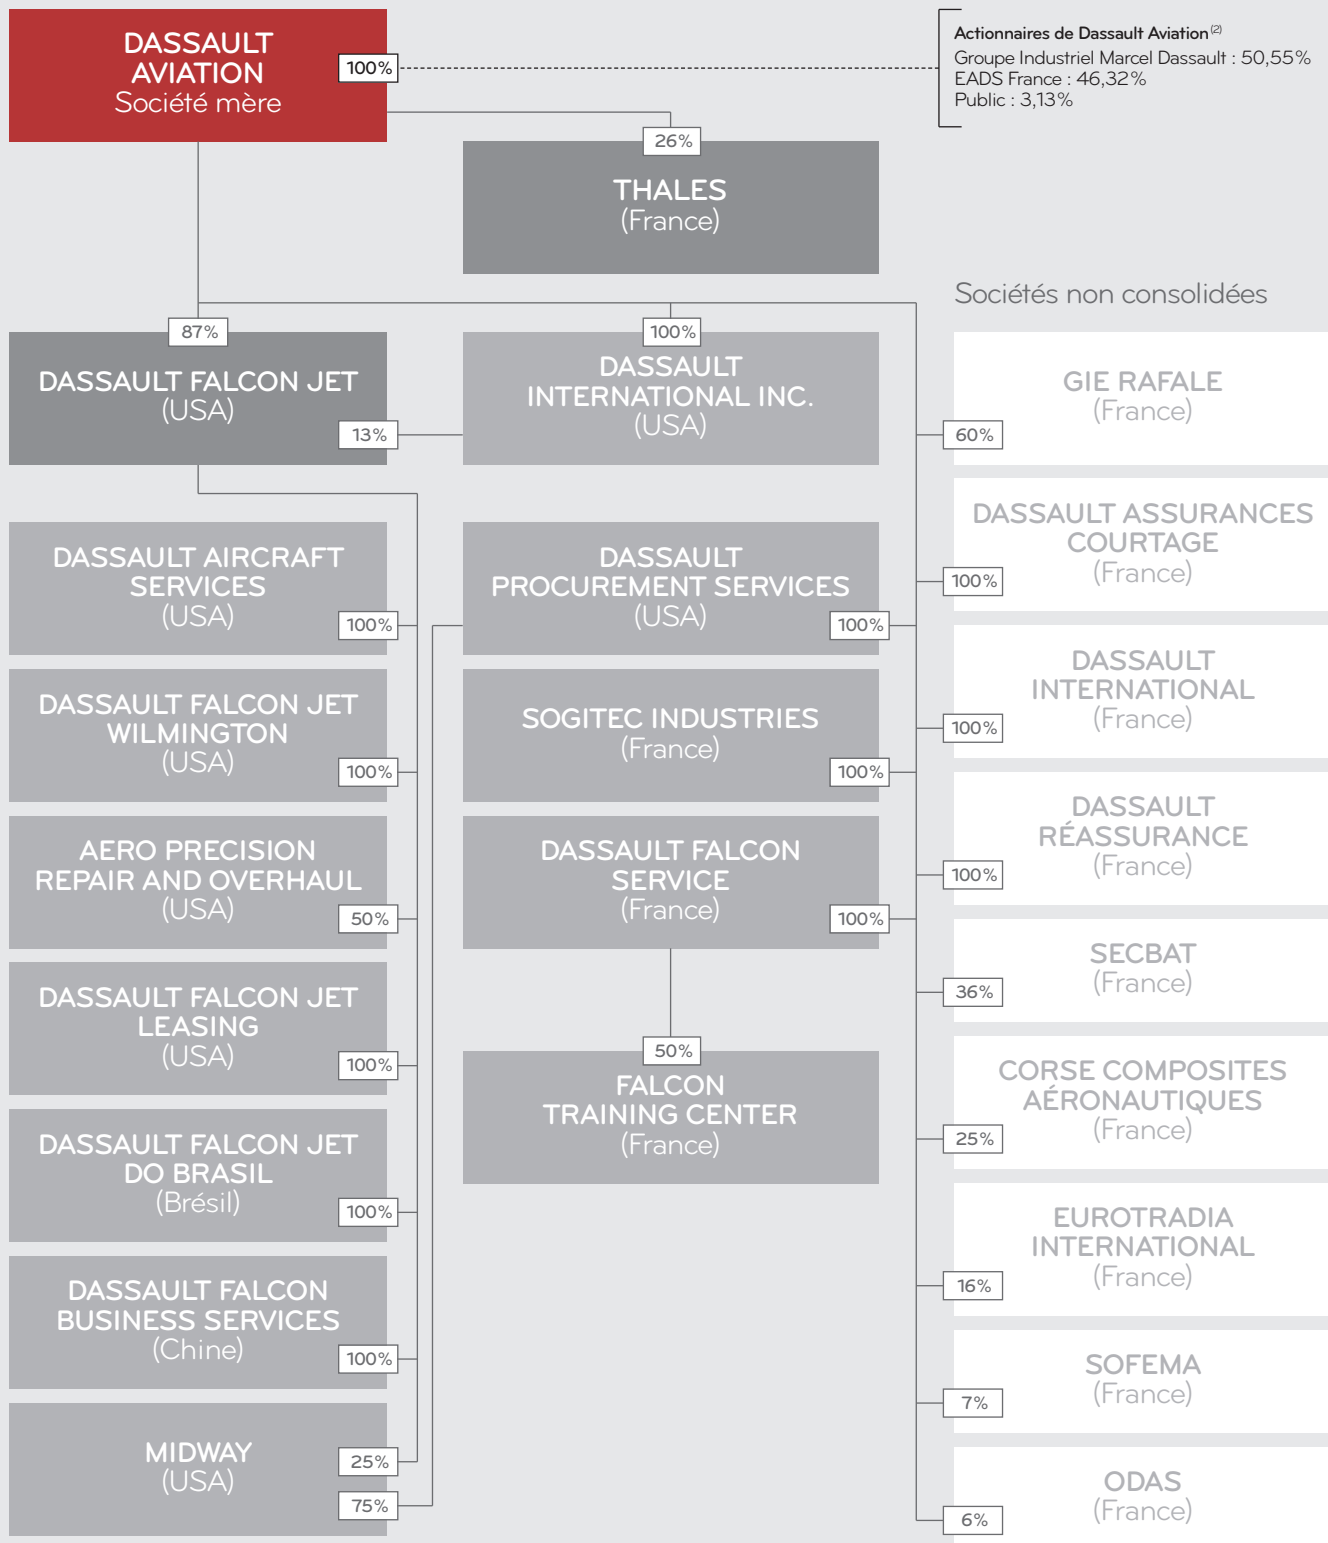 DASSAULT
AVIATION
Société mère
100%
Actionnaires de Dassault Aviation (2)
Groupe Industriel Marcel Dassault : 50,55%
EADS France : 46,32%
Public : 3,13%
26%
THALES
(France)
Sociétés non consolidées
87%
DASSAULT FALCON JET
(USA)
13%
100%
DASSAULT
INTERNATIONAL INC.
(USA)
GIE RAFALE
(France)
60%
DASSAULT AIRCRAFT
SERVICES
(USA)
100%
DASSAULT
PROCUREMENT SERVICES
(USA)
100%
DASSAULT ASSURANCES
COURTAGE
(France)
100%
DASSAULT FALCON JET
WILMINGTON
(USA)
100%
SOGITEC INDUSTRIES
(France)
100%
DASSAULT
INTERNATIONAL
(France)
100%
AERO PRECISION
REPAIR AND OVERHAUL
(USA)
50%
DASSAULT FALCON
SERVICE
(France)
100%
DASSAULT
RÉASSURANCE
(France)
100%
DASSAULT FALCON JET
LEASING
(USA)
100%
SECBAT
(France)
36%
50%
FALCON
TRAINING CENTER
(France)
CORSE COMPOSITES
AÉRONAUTIQUES
(France)
25%
DASSAULT FALCON JET
DO BRASIL
(Brésil)
100%
EUROTRADIA
INTERNATIONAL
(France)
16%
DASSAULT FALCON
BUSINESS SERVICES
(Chine)
100%
SOFEMA
(France)
7%
MIDWAY
(USA)
25%
75%
ODAS
(France)
6%